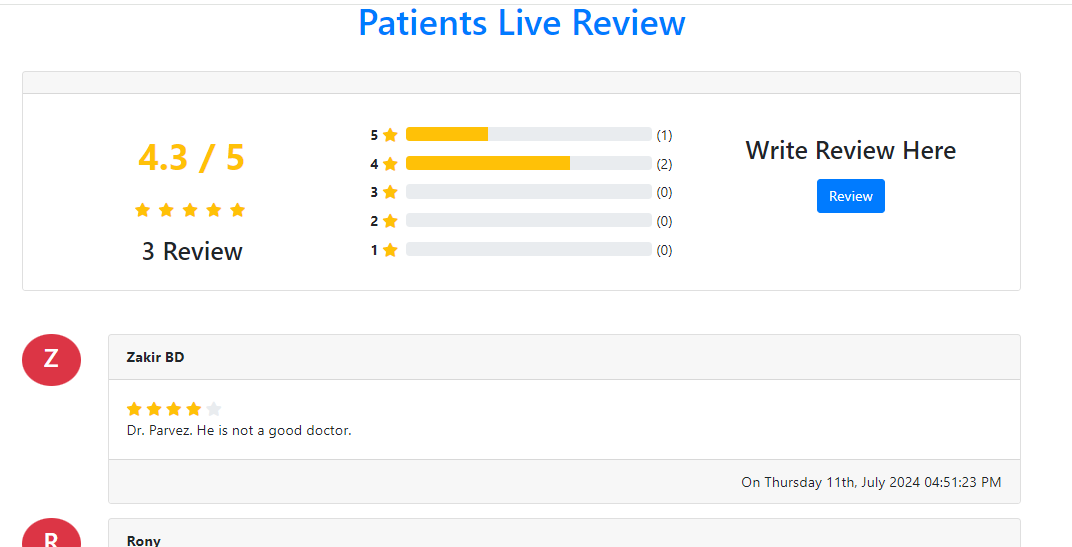 Patients Live Review
4.3 / 5
3 Review
5 (1)
4 (2)
3 (0)
2 (0)
1 (0)
Write Review Here
Review
Z
Zakir BD
Dr. Parvez. He is not a good doctor.
On Thursday 11th, July 2024 04:51:23 PM
R
Rony